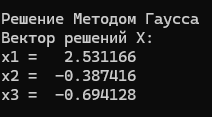 Решение Методом Гаусса
Вектор решений X:
x1 =   2.531166
x2 =  -0.387416
x3 =  -0.694128